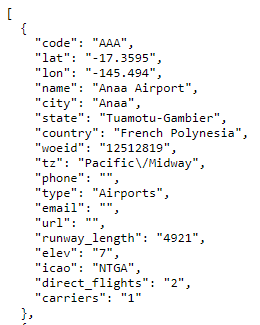 [
  {
    "code": "AAA",
    "lat": "-17.3595",
    "lon": "-145.494",
    "name": "Anaa Airport",
    "city": "Anaa",
    "state": "Tuamotu-Gambier",
    "country": "French Polynesia",
    "woeid": "12512819",
    "tz": "Pacific\/Midway",
    "phone": "",
    "type": "Airports",
    "email": "",
    "url": "",
    "runway_length": "4921",
    "elev": "7",
    "icao": "NTGA",
    "direct_flights": "2",
    "carriers": "1"
  },